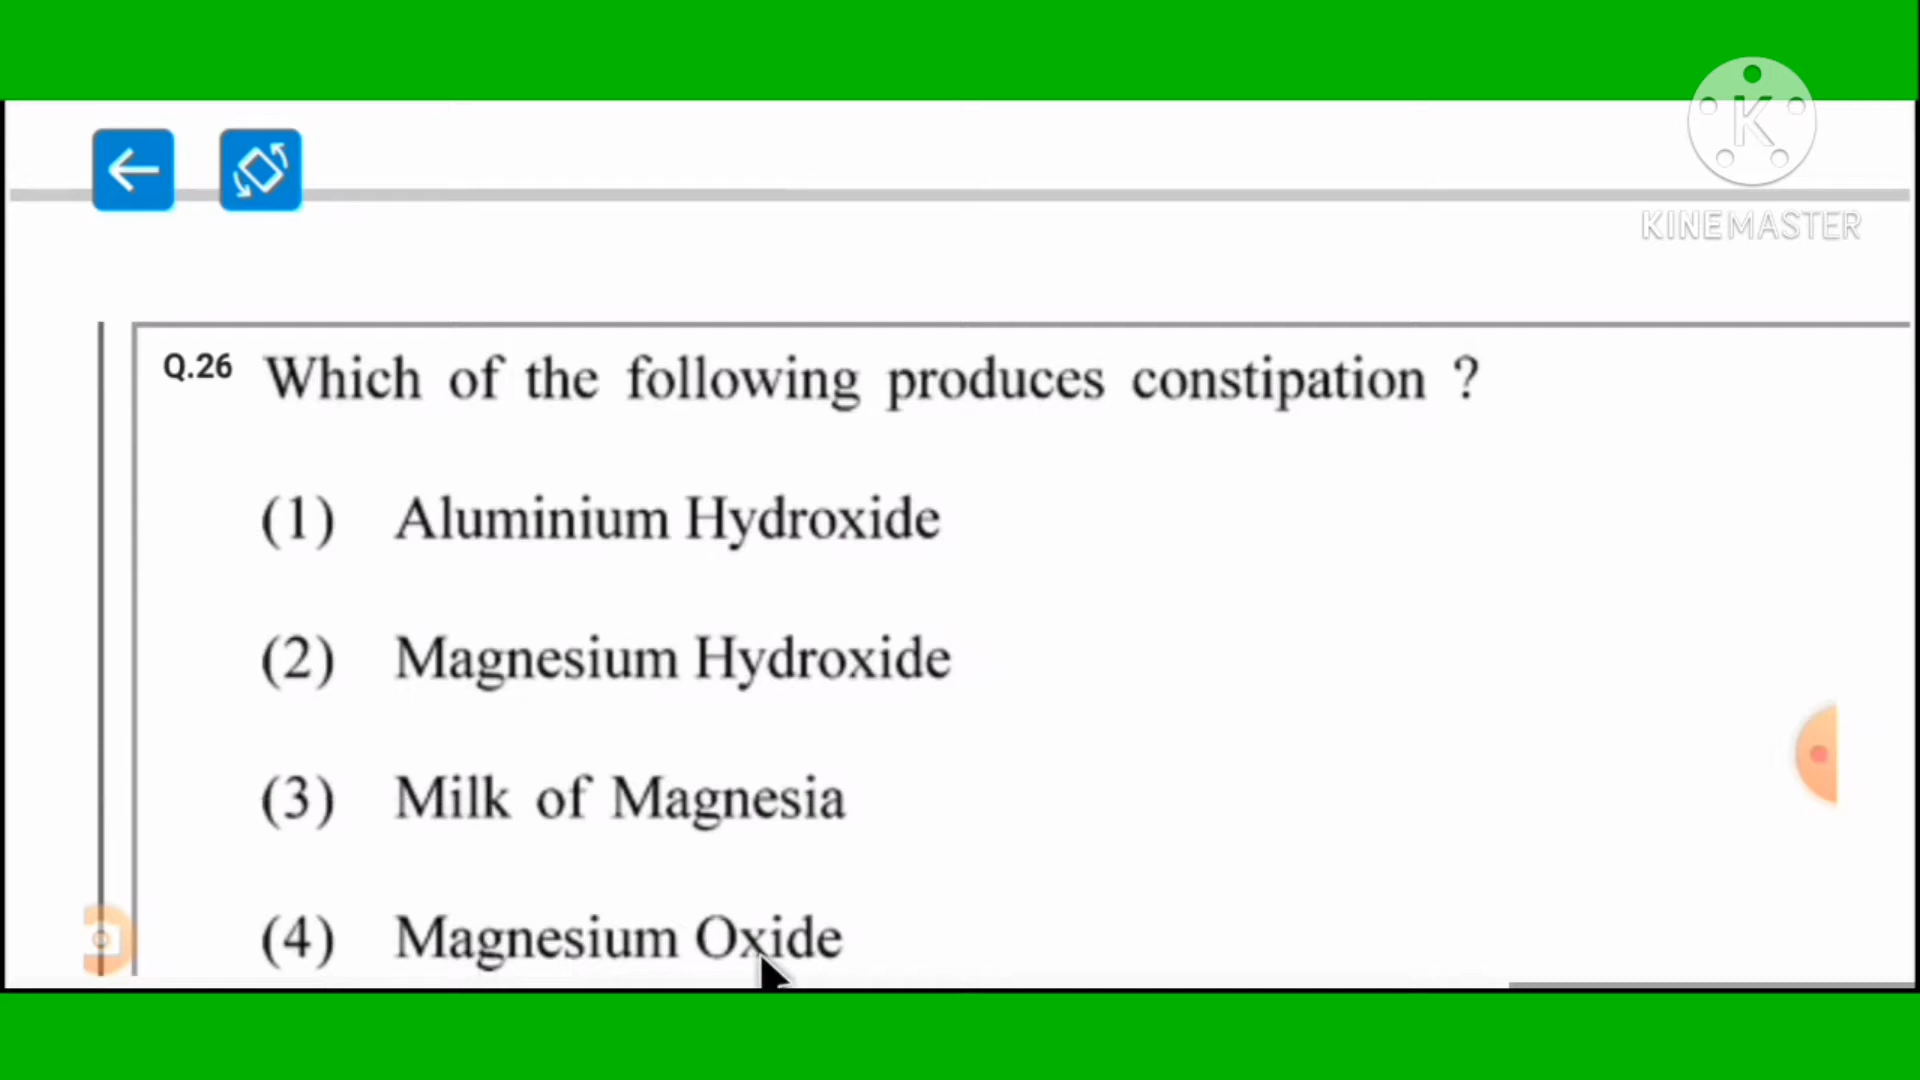 K
KINEMASTER
Q.26 Which of the following produces constipation ?
(1) Aluminium Hydroxide
(2) Magnesium Hydroxide
(3) Milk of Magnesia
(4) Magnesium Oxide